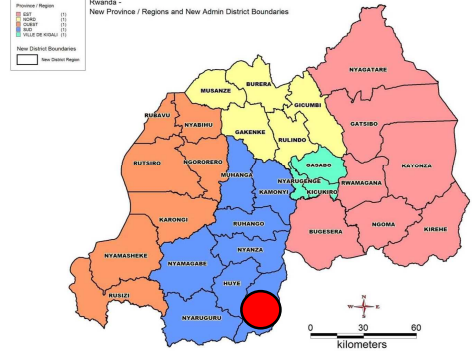 Province / Region
EST (1)
NORD (1)
OUEST (1)
SUD (1)
VILLE DE KIGALI (1)
New District Boundaries
New District Region
Rwanda -
New Province / Regions and New Admin District Boundaries
NYAGATARE
BURERA
MUSANZE
GICUMBI
RUBAVU
GATSIBO
NYABIHU
GAKENKE
RULINDO
RUTSIRO
NGORORERO
GASABO
KAYONZA
MUHANGA
NYARUGENGE
RWAMAGANA
KAMONYI
KICUKIRO
KARONGI
RUHANGO
BUGESERA
NGOMA
KIREHE
NYANZA
NYAMASHEKE
NYAMAGABE
HUYE
RUSIZI
NYARUGURU
N
W E
S
0 30 60
kilometers